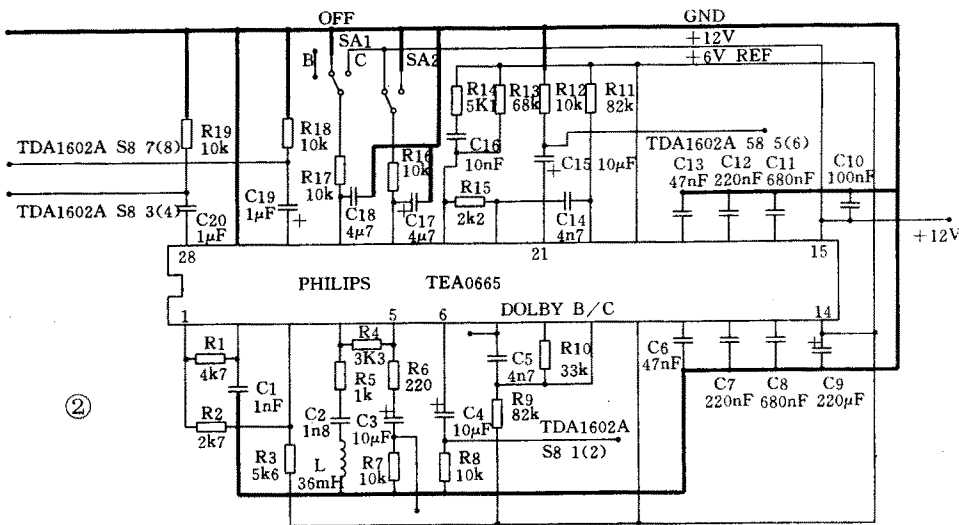 OFF
GND
SA1
+12V
B
C
SA2
+6V REF
R14
5K1
R13
68k
R12
10k
R11
82k
R19
10k
R18
10k
C16
10nF
C15
10μF
TDA1602A S8 7(8)
TDA1602A 58 5(6)
R17
10k
R16
10k
C13
47nF
C12
220nF
C11
680nF
C10
100nF
R15
2k2
TDA1602A S8 3(4)
C20
1μF
C19
1μF
+
C18
4μ7
+
C17
4μ7
+
C14
4n7
+12V
28
21
15
PHILIPS
TEA0665
DOLBY B/C
1
5
6
14
R1
4k7
C1
1nF
R4
3K3
R5
1k
R6
220
C5
4n7
R10
33k
C6
47nF
+
②
R2
2k7
C2
1n8
+
C3
10μF
+
C4
10μF
R9
82k
C7
220nF
C8
680nF
C9
220μF
TDA1602A
S8 1(2)
R3
5k6
L
36mH
R7
10k
R8
10k